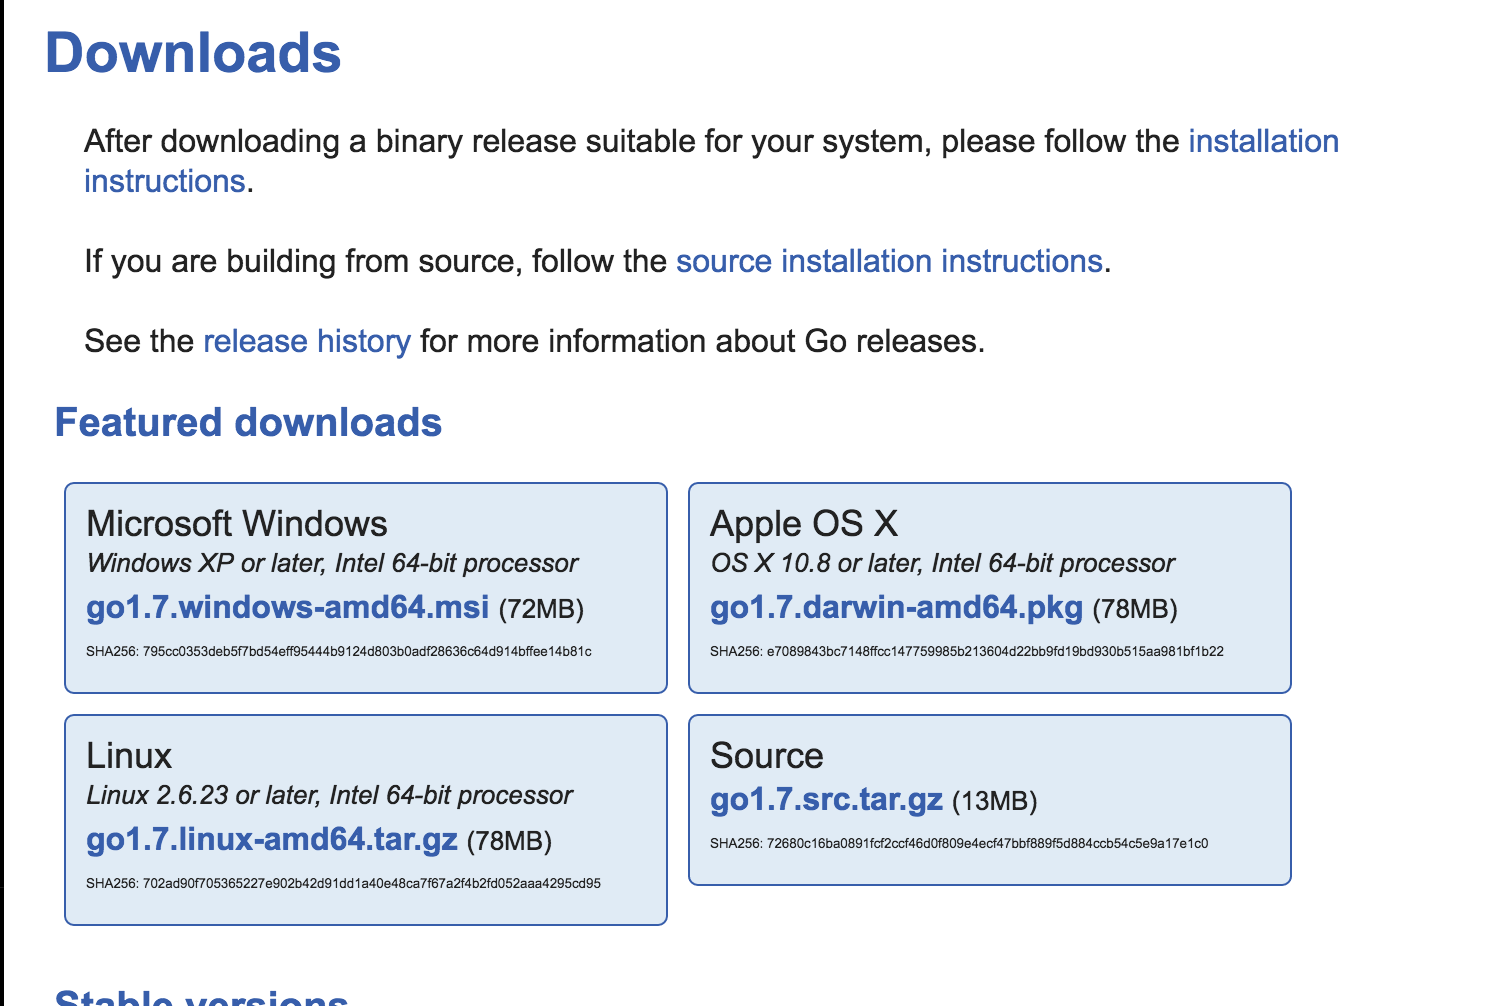 Downloads
After downloading a binary release suitable for your system, please follow the installation
instructions.
If you are building from source, follow the source installation instructions.
See the release history for more information about Go releases.
Featured downloads
Microsoft Windows
Windows XP or later, Intel 64-bit processor
go1.7.windows-amd64.msi (72MB)
SHA256: 795cc0353deb5f7bd54eff95444b9124d803b0adf28636c64d914bffee14b81c
Apple OS X
OS X 10.8 or later, Intel 64-bit processor
go1.7.darwin-amd64.pkg (78MB)
SHA256: e7089843bc7148ffcc147759985b213604d22bb9fd19bd930b515aa981bf1b22
Linux
Linux 2.6.23 or later, Intel 64-bit processor
go1.7.linux-amd64.tar.gz (78MB)
SHA256: 702ad90f705365227e902b42d91dd1a40e48ca7f67a2f4b2fd052aaa4295cd95
Source
go1.7.src.tar.gz (13MB)
SHA256: 72680c16ba0891fcf2ccf46d0f809e4ecf47bbf889f5d884ccb54c5e9a17e1c0
Stable versions